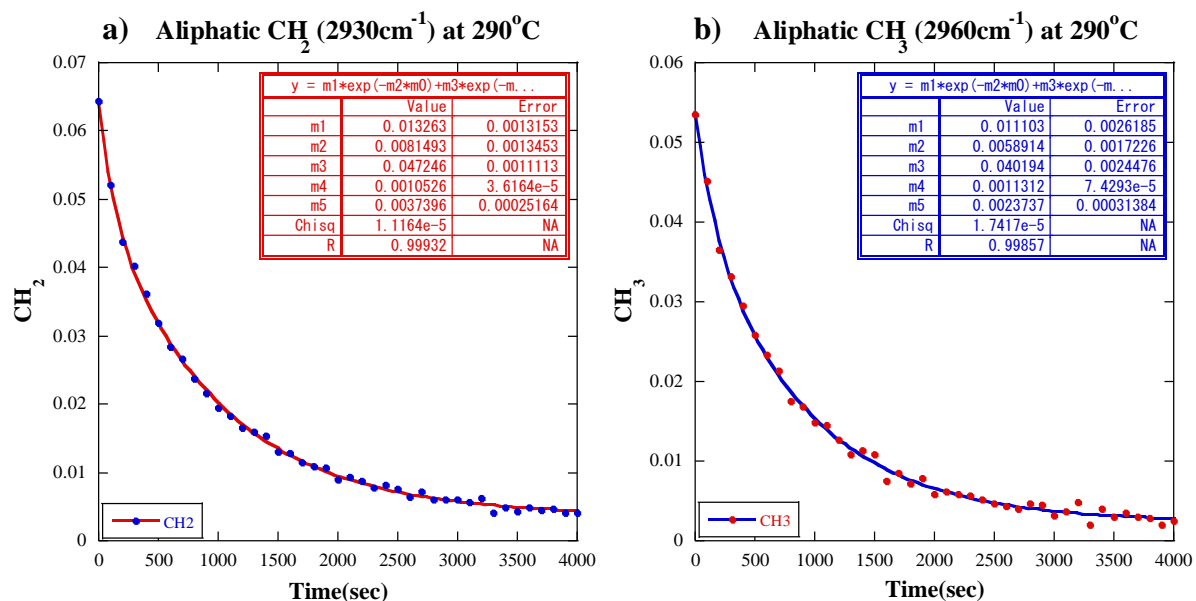 a) Aliphatic CH2 (2930cm-1) at 290oC
0.07
0.06
0.05
0.04
0.03
0.02
0.01
0
CH2
y = m1*exp(-m2*m0)+m3*exp(-m...
Value Error
m1 0.013263 0.0013153
m2 0.0081493 0.0013453
m3 0.047246 0.0011113
m4 0.0010526 3.6164e-5
m5 0.0037396 0.00025164
Chisq 1.1164e-5 NA
R 0.99932 NA
CH2
0 500 1000 1500 2000 2500 3000 3500 4000
Time(sec)
b) Aliphatic CH3 (2960cm-1) at 290oC
0.06
0.05
0.04
0.03
0.02
0.01
0
CH3
y = m1*exp(-m2*m0)+m3*exp(-m...
Value Error
m1 0.011103 0.0026185
m2 0.0058914 0.0017226
m3 0.040194 0.0024476
m4 0.0011312 7.4293e-5
m5 0.0023737 0.00031384
Chisq 1.7417e-5 NA
R 0.99857 NA
CH3
0 500 1000 1500 2000 2500 3000 3500 4000
Time(sec)